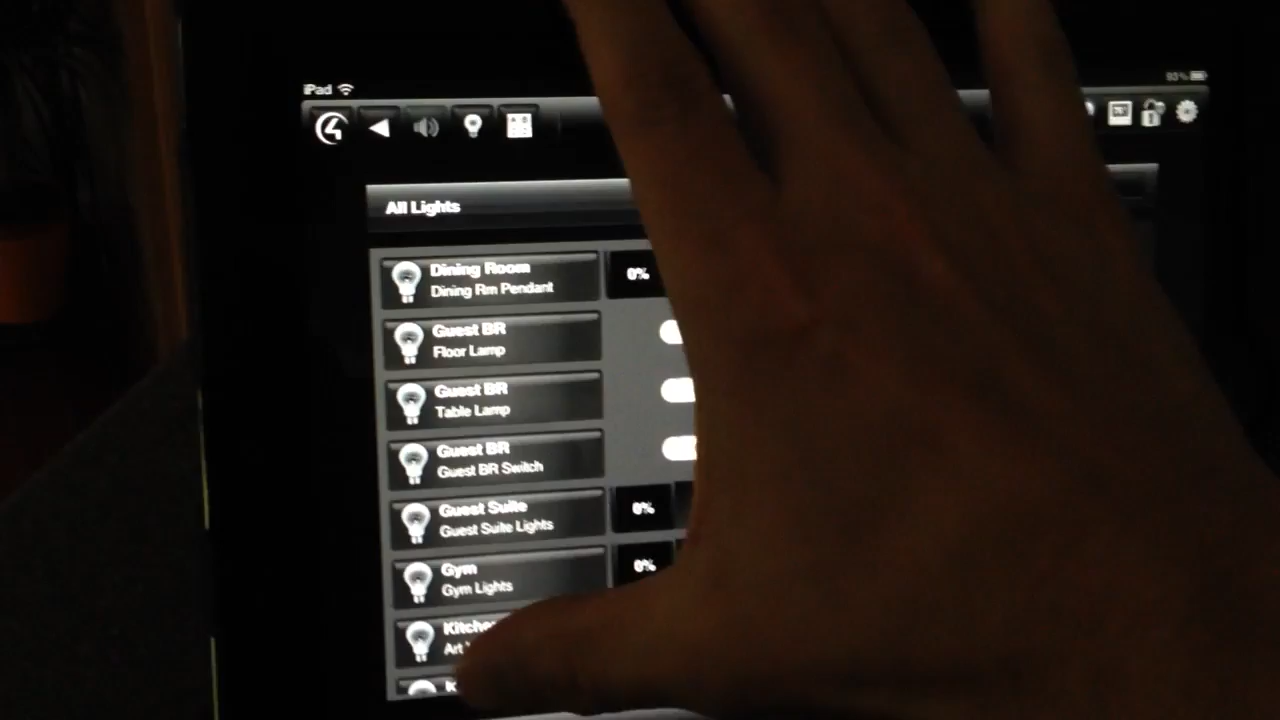 iPad
93%
All Lights
Dining Room
Dining Rm Pendant
0%
Guest BR
Floor Lamp
Guest BR
Table Lamp
Guest BR
Guest BR Switch
Guest Suite
Guest Suite Lights
0%
Gym
Gym Lights
0%
Art